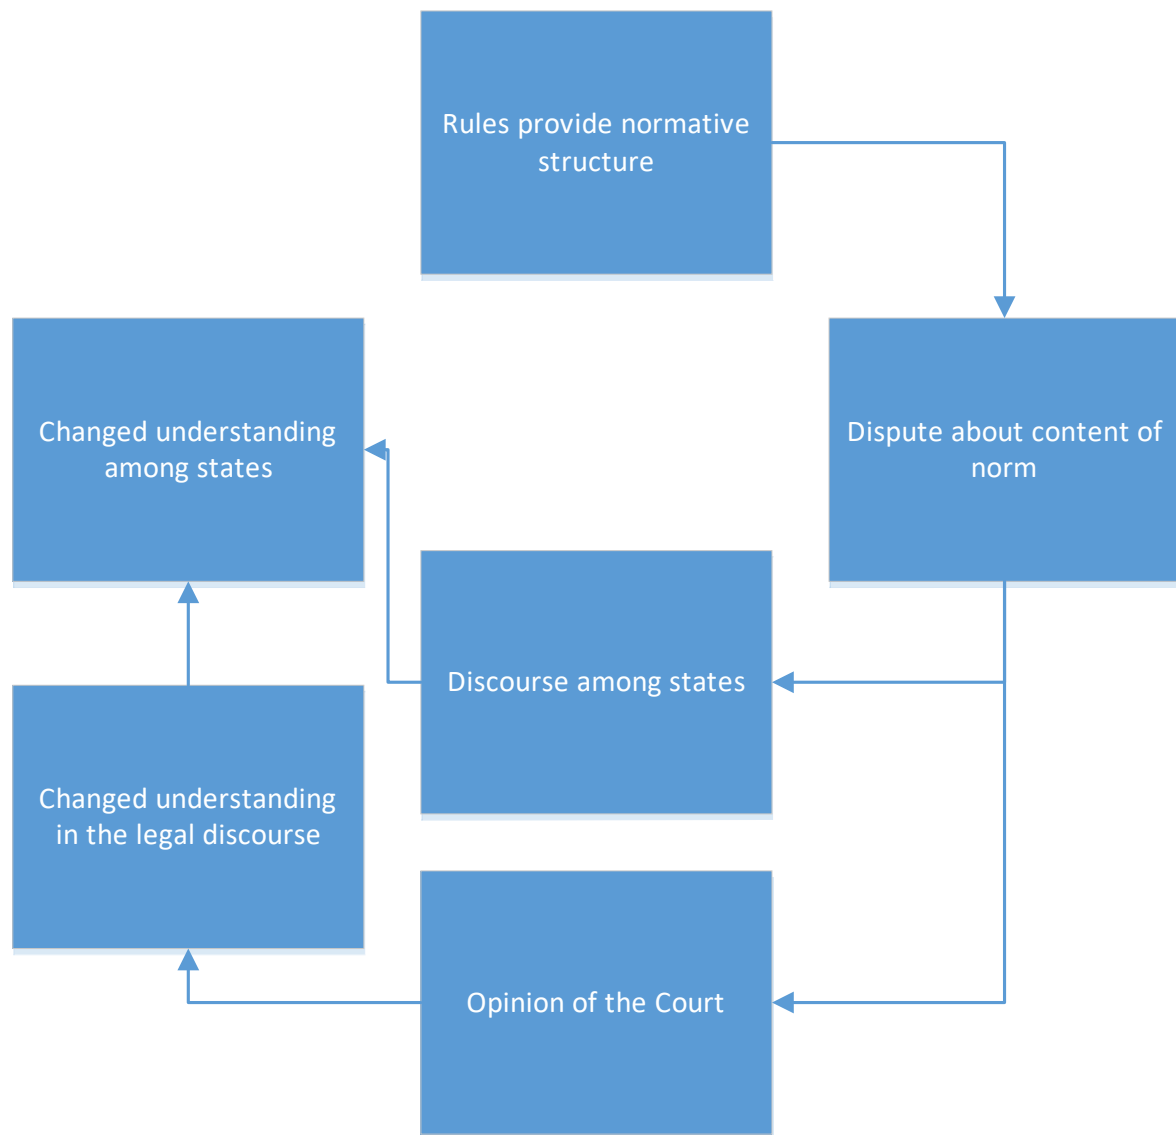 Rules provide normative
structure
Dispute about content of
norm
Changed understanding
among states
Discourse among states
Changed understanding
in the legal discourse
Opinion of the Court